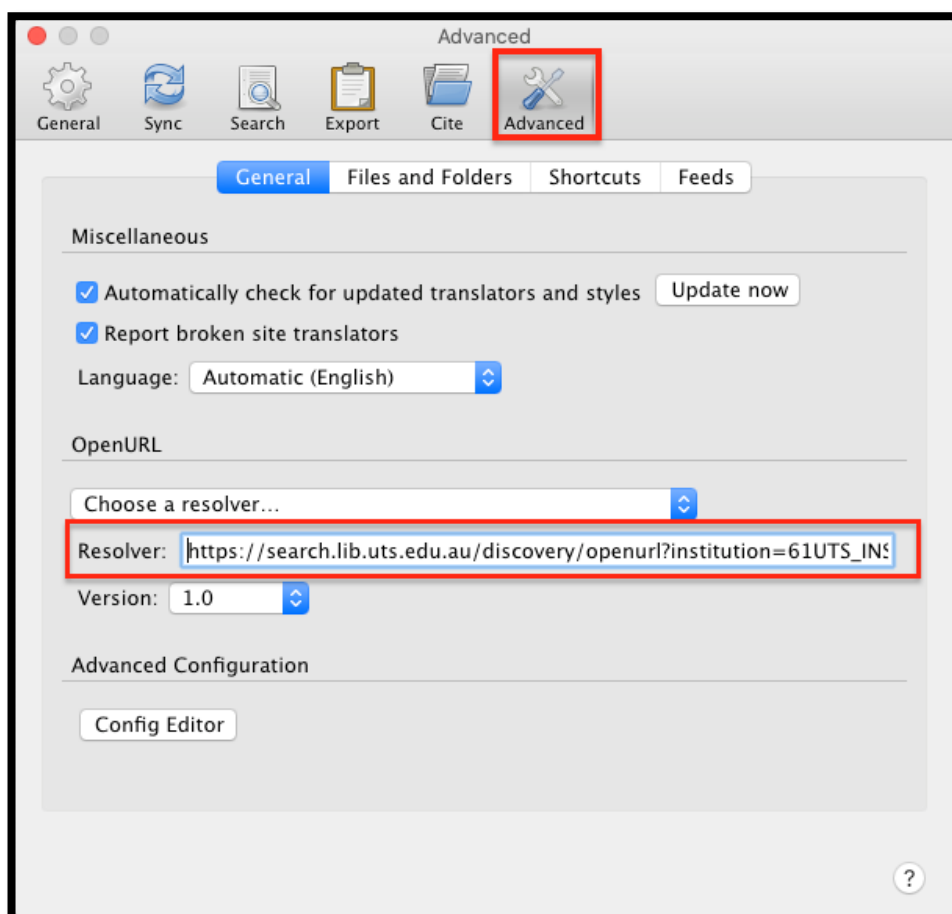 Advanced
General Sync Search Export Cite Advanced
General Files and Folders Shortcuts Feeds
Miscellaneous
Automatically check for updated translators and styles Update now
Report broken site translators
Language: Automatic (English)
OpenURL
Choose a resolver...
Resolver: https://search.lib.uts.edu.au/discovery/openurl?institution=61UTS_INS
Version: 1.0
Advanced Configuration
Config Editor
?